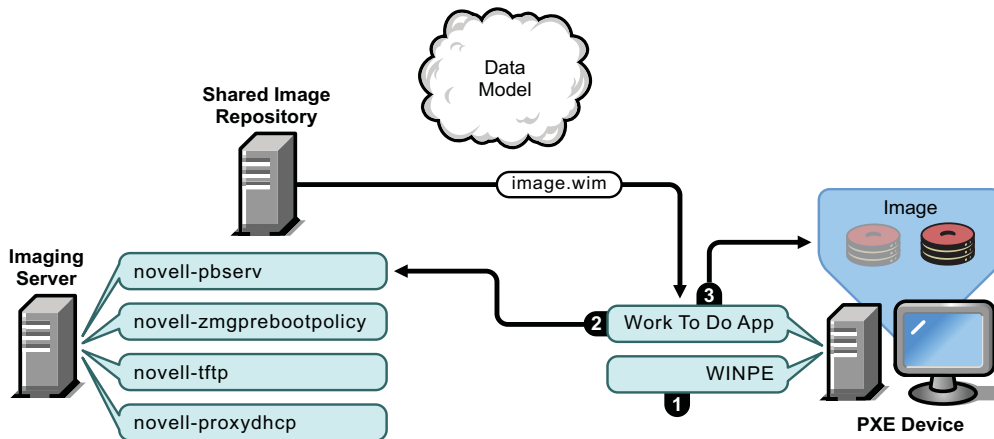 Data
Model
Shared Image
Repository
image.wim
Image
Imaging
Server
novell-pbserv
novell-zmgprebootpolicy
novell-tftp
novell-proxydhcp
3
2
Work To Do App
WINPE
1
PXE Device